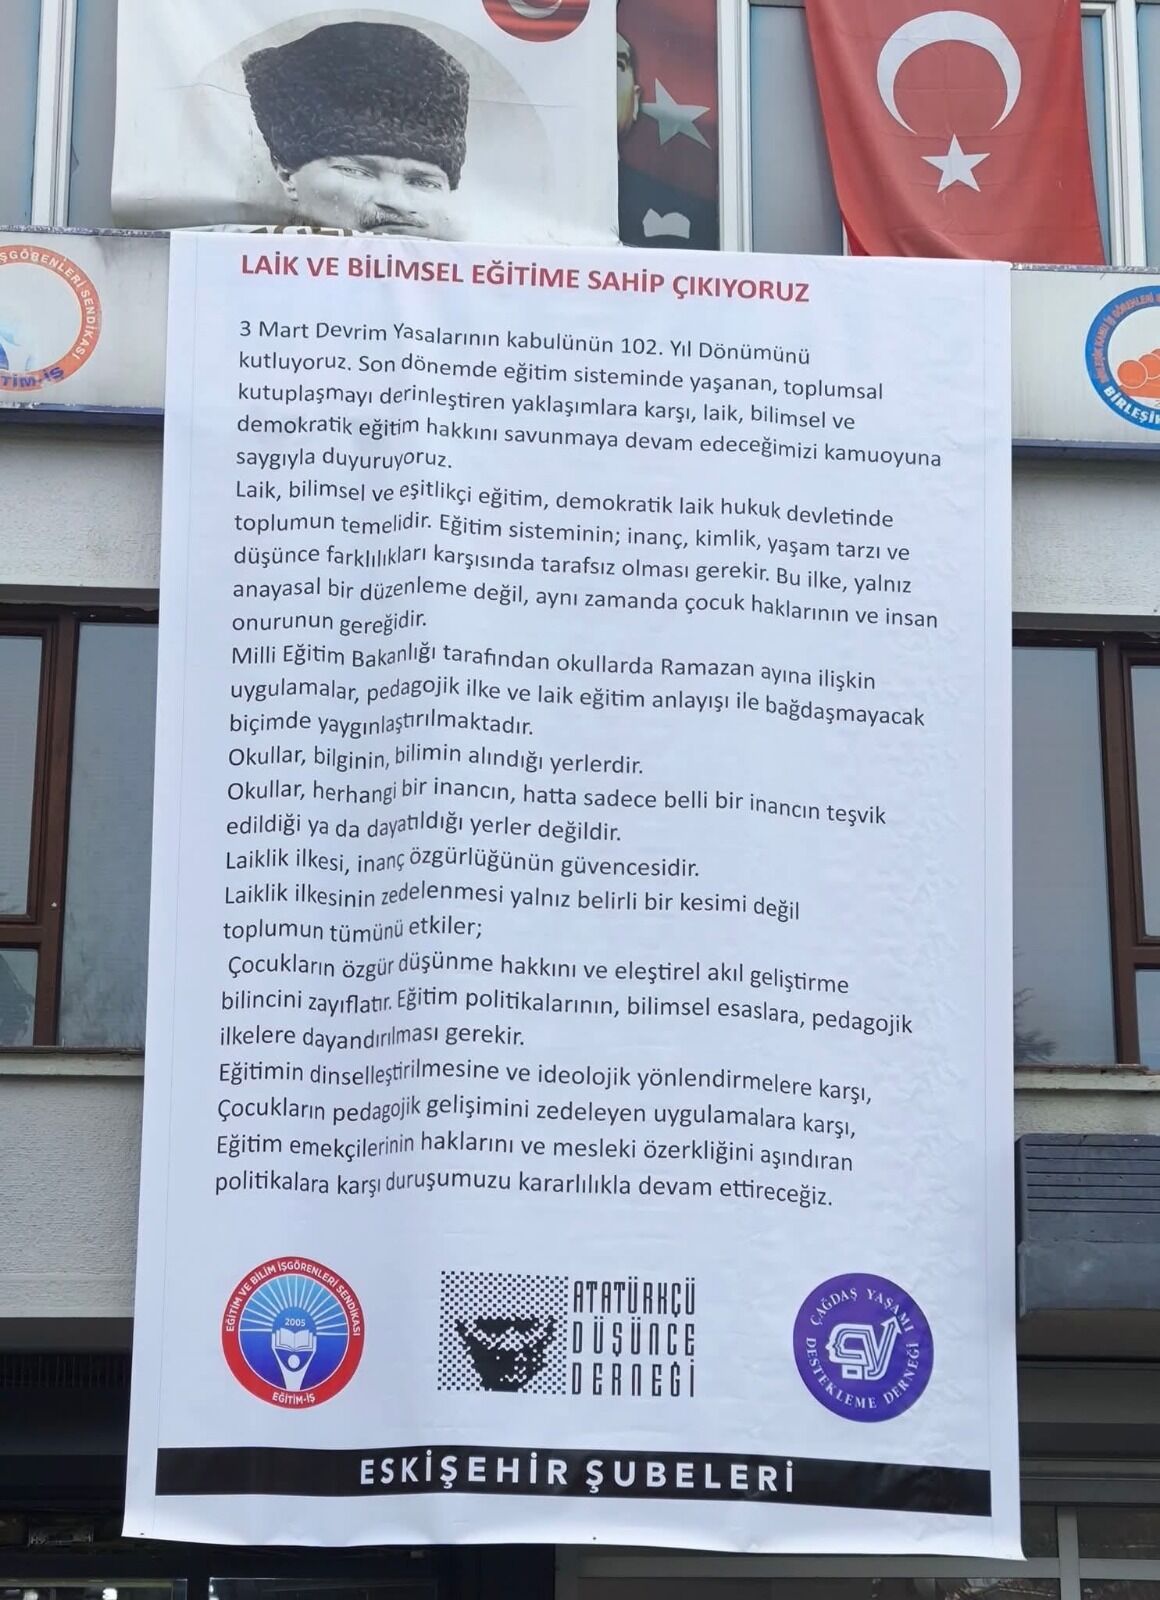 LAİK VE BİLİMSEL EĞİTİME SAHİP ÇIKIYORUZ
3 Mart Devrim Yasalarının kabulünün 102. Yıl Dönümünü
kutluyoruz. Son dönemde eğitim sisteminde yaşanan, toplumsal
kutuplaşmayı derinleştiren yaklaşımlara karşı, laik, bilimsel ve
demokratik eğitim hakkını savunmaya devam edeceğimizi kamuoyuna
saygıyla duyuruyoruz.
Laik, bilimsel ve eşitlikçi eğitim, demokratik laik hukuk devletinde
toplumun temelidir. Eğitim sisteminin; inanç, kimlik, yaşam tarzı ve
düşünce farklılıkları karşısında tarafsız olması gerekir. Bu ilke, yalnız
anayasal bir düzenleme değil, aynı zamanda çocuk haklarının ve insan
onurunun gereğidir.
Milli Eğitim Bakanlığı tarafından okullarda Ramazan ayına ilişkin
uygulamalar, pedagojik ilke ve laik eğitim anlayışı ile bağdaşmayacak
biçimde yaygınlaştırılmaktadır.
Okullar, bilginin, bilimin alındığı yerlerdir.
Okullar, herhangi bir inancın, hatta sadece belli bir inancın teşvik
edildiği ya da dayatıldığı yerler değildir.
Laiklik ilkesi, inanç özgürlüğünün güvencesidir.
Laiklik ilkesinin zedelenmesi yalnız belirli bir kesimi değil
toplumun tümünü etkiler;
Çocukların özgür düşünme hakkını ve eleştirel akıl geliştirme
bilincini zayıflatır. Eğitim politikalarının, bilimsel esaslara, pedagojik
ilkelere dayandırılması gerekir.
Eğitimin dinselleştirilmesine ve ideolojik yönlendirmelere karşı,
Çocukların pedagojik gelişimini zedeleyen uygulamalara karşı,
Eğitim emekçilerinin haklarını ve mesleki özerkliğini aşındıran
politikalara karşı duruşumuzu kararlılıkla devam ettireceğiz.
EĞİTİM VE BİLİM İŞGÖRENLERİ SENDİKASI
2005
EĞİTİM-İŞ
ATATÜRKÇÜ
DÜŞÜNCE
DERNEĞİ
ÇAĞDAŞ YAŞAMI
DESTEKLEME DERNEĞİ
ESKİŞEHİR ŞUBELERİ